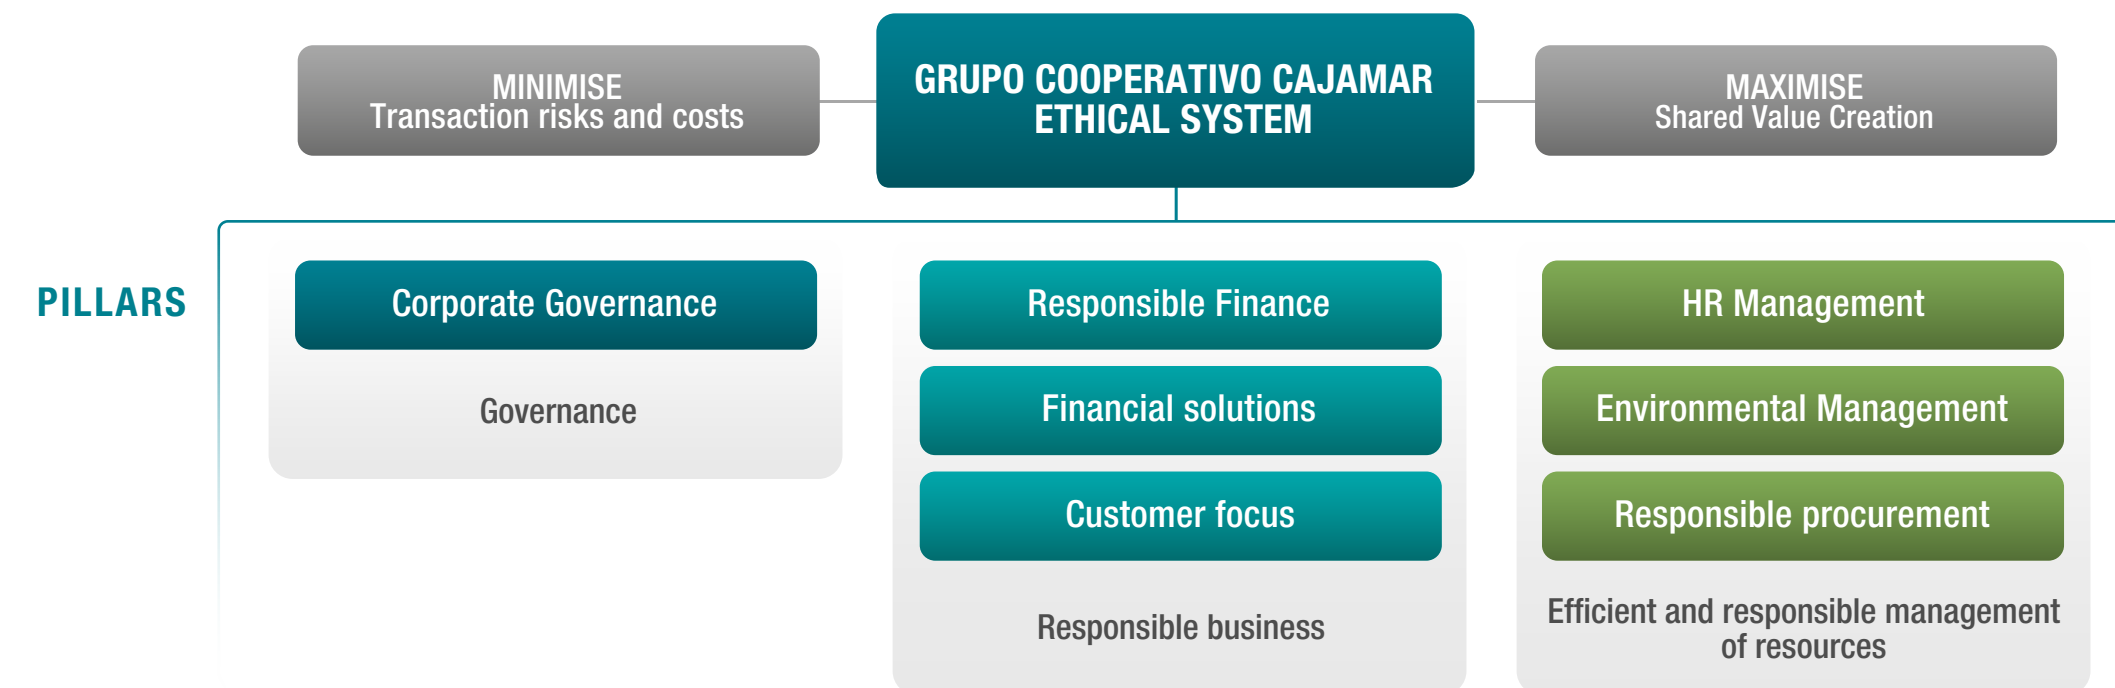 MINIMISE
Transaction risks and costs
GRUPO COOPERATIVO CAJAMAR
ETHICAL SYSTEM
MAXIMISE
Shared Value Creation
PILLARS
Corporate Governance
Governance
Responsible Finance
Financial solutions
Customer focus
Responsible business
HR Management
Environmental Management
Responsible procurement
Efficient and responsible management
of resources